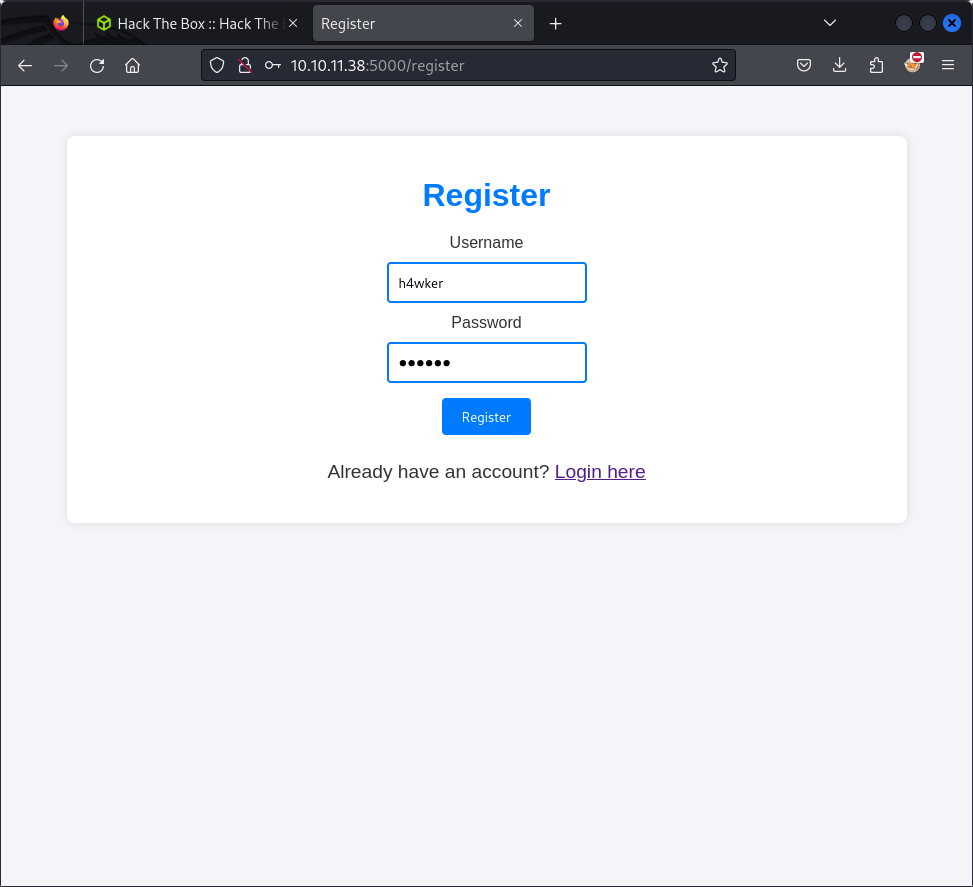 Hack The Box :: Hack The
Register
10.10.11.38:5000/register
Register
Username
h4wker
Password
●●●●●●
Register
Already have an account? Login here